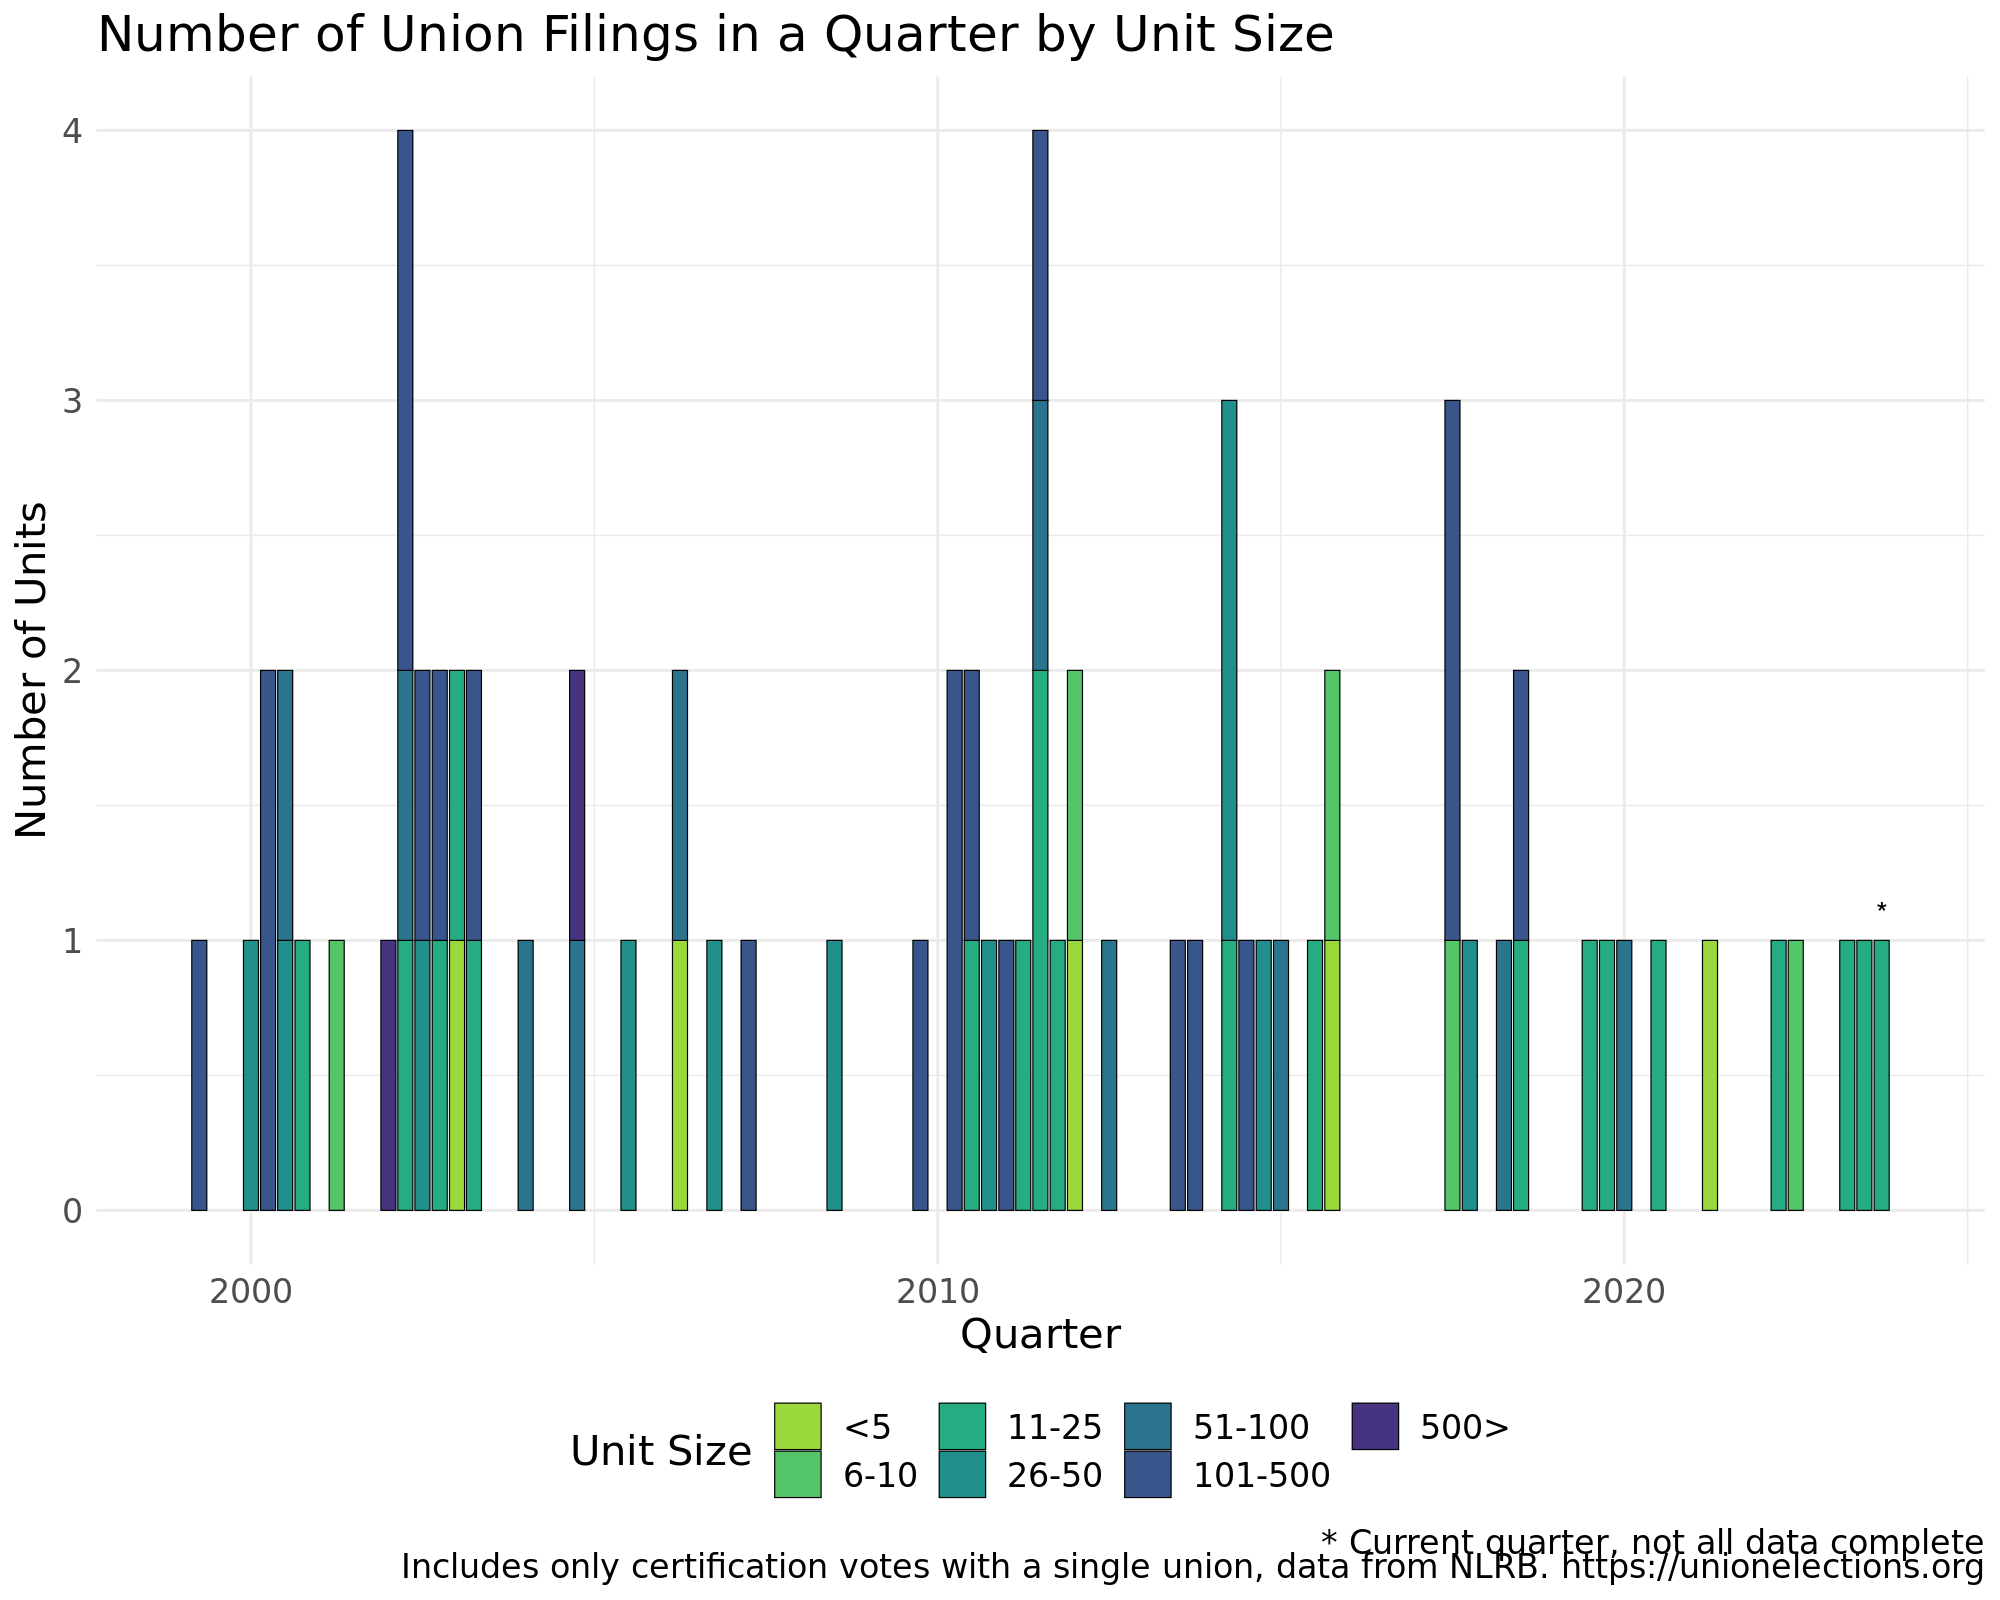 Number of Union Filings in a Quarter by Unit Size
Number of Units
4
3
2
1
0
*
2000 2010 2020
Quarter
Unit Size
<5 11-25 51-100 500>
6-10 26-50 101-500
* Current quarter, not all data complete
Includes only certification votes with a single union, data from NLRB. https://unionelections.org